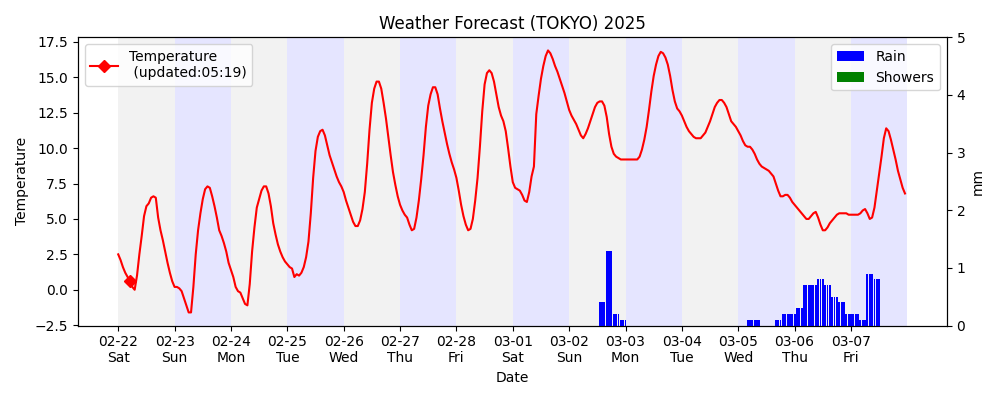 Weather Forecast (TOKYO) 2025
Temperature
(updated:05:19)
Rain
Showers
17.5
15.0
12.5
10.0
7.5
5.0
2.5
0.0
−2.5
Temperature
5
4
3
2
1
0
mm
02-22 02-23 02-24 02-25 02-26 02-27 02-28 03-01 03-02 03-03 03-04 03-05 03-06 03-07
Sat Sun Mon Tue Wed Thu Fri Sat Sun Mon Tue Wed Thu Fri
Date